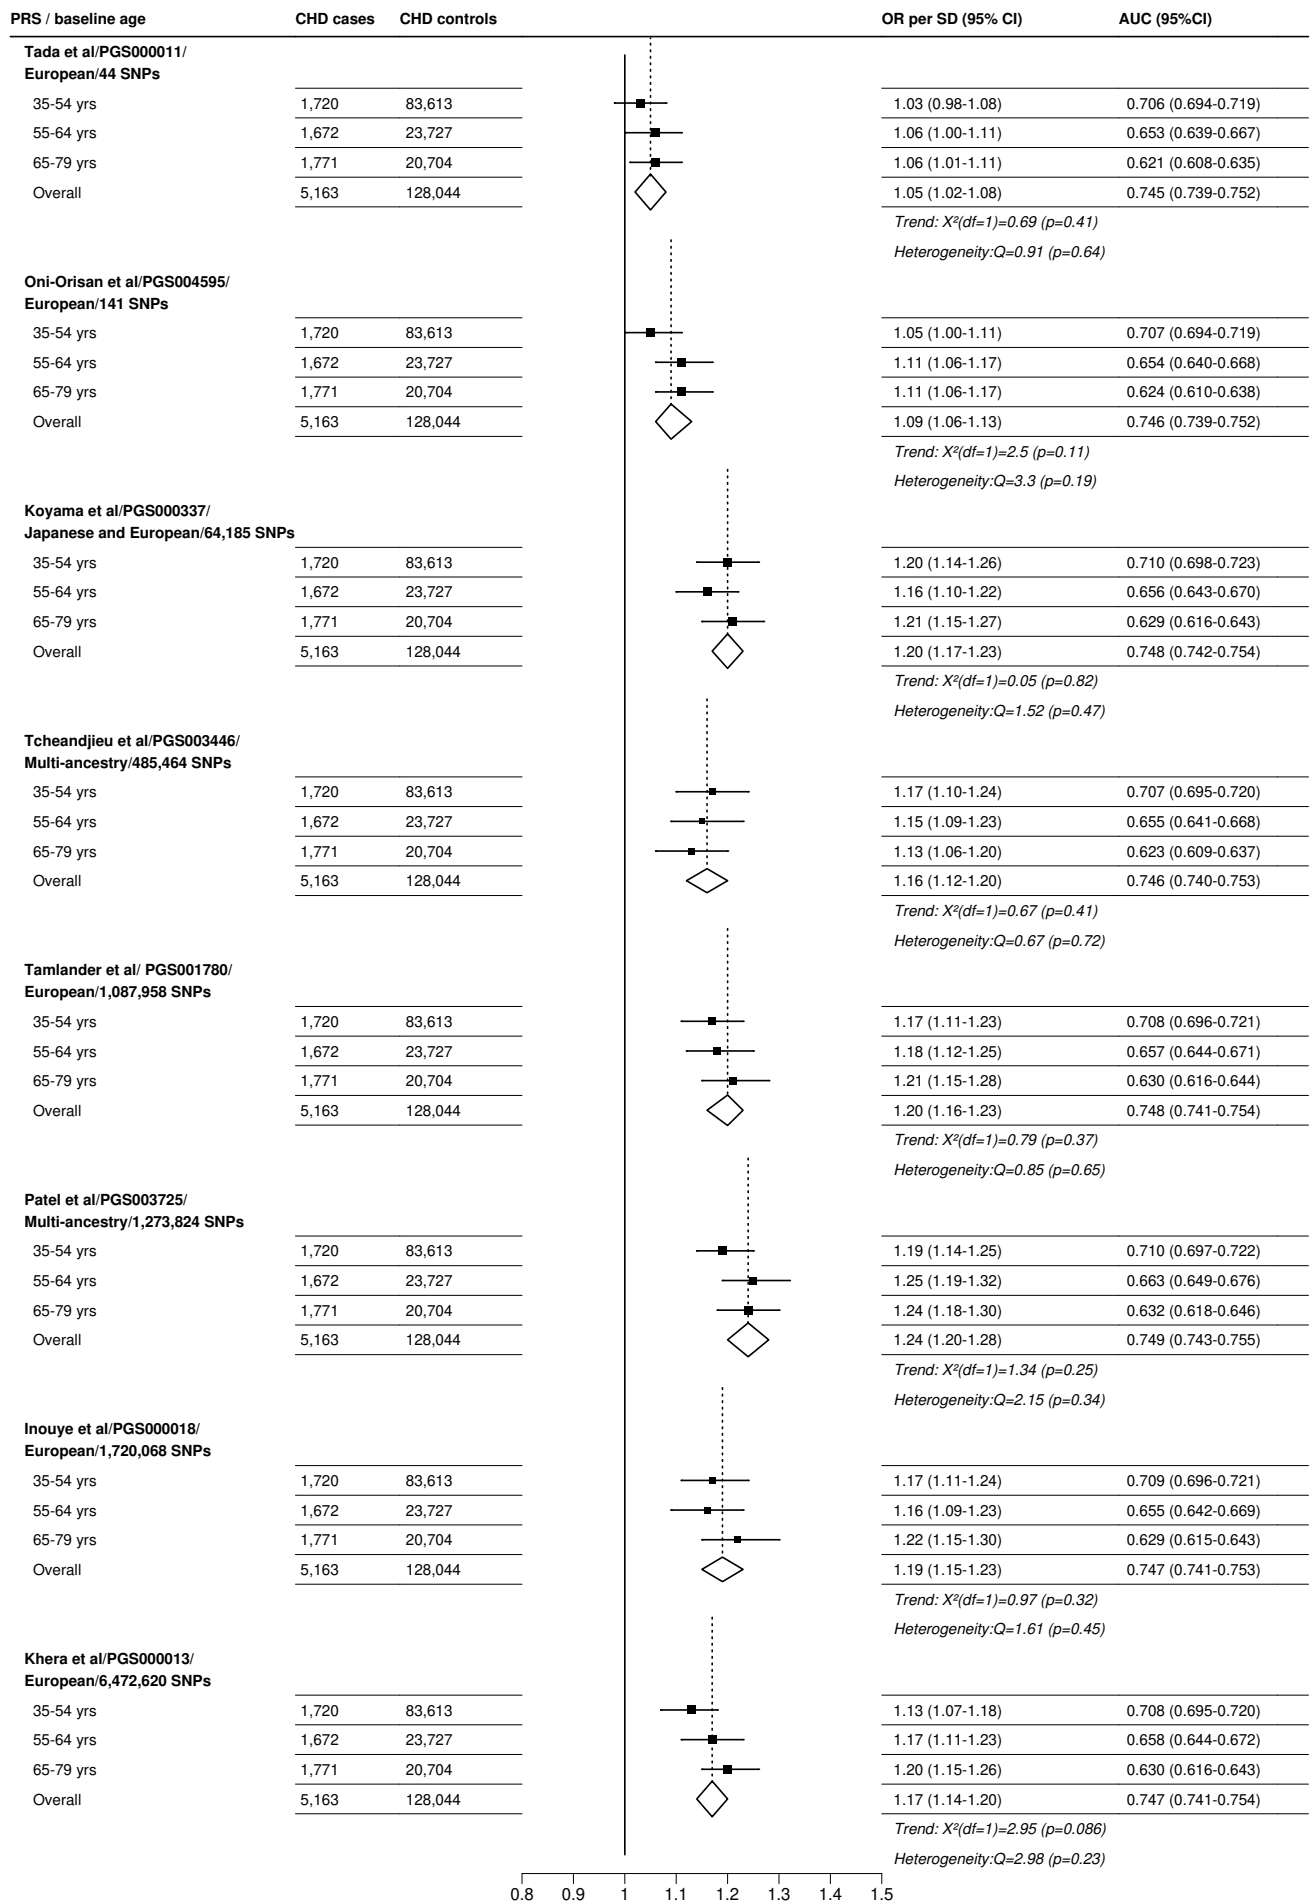 PRS / baseline age CHD cases CHD controls OR per SD (95% CI) AUC (95%CI)
Tada et al/PGS000011/
European/44 SNPs
35-54 yrs 1,720 83,613 1.03 (0.98-1.08) 0.706 (0.694-0.719)
55-64 yrs 1,672 23,727 1.06 (1.00-1.11) 0.653 (0.639-0.667)
65-79 yrs 1,771 20,704 1.06 (1.01-1.11) 0.621 (0.608-0.635)
Overall 5,163 128,044 1.05 (1.02-1.08) 0.745 (0.739-0.752)
Trend: X²(df=1)=0.69 (p=0.41)
Heterogeneity:Q=0.91 (p=0.64)
Oni-Orisan et al/PGS004595/
European/141 SNPs
35-54 yrs 1,720 83,613 1.05 (1.00-1.11) 0.707 (0.694-0.719)
55-64 yrs 1,672 23,727 1.11 (1.06-1.17) 0.654 (0.640-0.668)
65-79 yrs 1,771 20,704 1.11 (1.06-1.17) 0.624 (0.610-0.638)
Overall 5,163 128,044 1.09 (1.06-1.13) 0.746 (0.739-0.752)
Trend: X²(df=1)=2.5 (p=0.11)
Heterogeneity:Q=3.3 (p=0.19)
Koyama et al/PGS000337/
Japanese and European/64,185 SNPs
35-54 yrs 1,720 83,613 1.20 (1.14-1.26) 0.710 (0.698-0.723)
55-64 yrs 1,672 23,727 1.16 (1.10-1.22) 0.656 (0.643-0.670)
65-79 yrs 1,771 20,704 1.21 (1.15-1.27) 0.629 (0.616-0.643)
Overall 5,163 128,044 1.20 (1.17-1.23) 0.748 (0.742-0.754)
Trend: X²(df=1)=0.05 (p=0.82)
Heterogeneity:Q=1.52 (p=0.47)
Tcheandjieu et al/PGS003446/
Multi-ancestry/485,464 SNPs
35-54 yrs 1,720 83,613 1.17 (1.10-1.24) 0.707 (0.695-0.720)
55-64 yrs 1,672 23,727 1.15 (1.09-1.23) 0.655 (0.641-0.668)
65-79 yrs 1,771 20,704 1.13 (1.06-1.20) 0.623 (0.609-0.637)
Overall 5,163 128,044 1.16 (1.12-1.20) 0.746 (0.740-0.753)
Trend: X²(df=1)=0.67 (p=0.41)
Heterogeneity:Q=0.67 (p=0.72)
Tamlander et al/ PGS001780/
European/1,087,958 SNPs
35-54 yrs 1,720 83,613 1.17 (1.11-1.23) 0.708 (0.696-0.721)
55-64 yrs 1,672 23,727 1.18 (1.12-1.25) 0.657 (0.644-0.671)
65-79 yrs 1,771 20,704 1.21 (1.15-1.28) 0.630 (0.616-0.644)
Overall 5,163 128,044 1.20 (1.16-1.23) 0.748 (0.741-0.754)
Trend: X²(df=1)=0.79 (p=0.37)
Heterogeneity:Q=0.85 (p=0.65)
Patel et al/PGS003725/
Multi-ancestry/1,273,824 SNPs
35-54 yrs 1,720 83,613 1.19 (1.14-1.25) 0.710 (0.697-0.722)
55-64 yrs 1,672 23,727 1.25 (1.19-1.32) 0.663 (0.649-0.676)
65-79 yrs 1,771 20,704 1.24 (1.18-1.30) 0.632 (0.618-0.646)
Overall 5,163 128,044 1.24 (1.20-1.28) 0.749 (0.743-0.755)
Trend: X²(df=1)=1.34 (p=0.25)
Heterogeneity:Q=2.15 (p=0.34)
Inouye et al/PGS000018/
European/1,720,068 SNPs
35-54 yrs 1,720 83,613 1.17 (1.11-1.24) 0.709 (0.696-0.721)
55-64 yrs 1,672 23,727 1.16 (1.09-1.23) 0.655 (0.642-0.669)
65-79 yrs 1,771 20,704 1.22 (1.15-1.30) 0.629 (0.615-0.643)
Overall 5,163 128,044 1.19 (1.15-1.23) 0.747 (0.741-0.753)
Trend: X²(df=1)=0.97 (p=0.32)
Heterogeneity:Q=1.61 (p=0.45)
Khera et al/PGS000013/
European/6,472,620 SNPs
35-54 yrs 1,720 83,613 1.13 (1.07-1.18) 0.708 (0.695-0.720)
55-64 yrs 1,672 23,727 1.17 (1.11-1.23) 0.658 (0.644-0.672)
65-79 yrs 1,771 20,704 1.20 (1.15-1.26) 0.630 (0.616-0.643)
Overall 5,163 128,044 1.17 (1.14-1.20) 0.747 (0.741-0.754)
Trend: X²(df=1)=2.95 (p=0.086)
Heterogeneity:Q=2.98 (p=0.23)
0.8 0.9 1 1.1 1.2 1.3 1.4 1.5